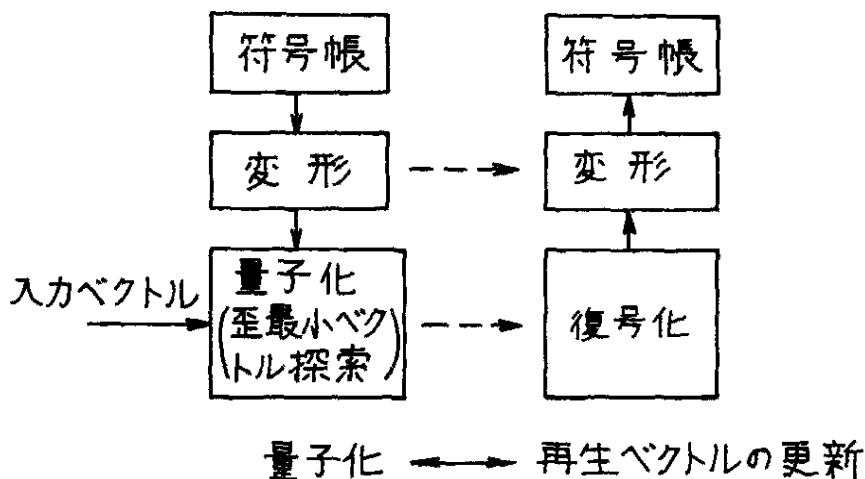 符号帳
符号帳
変形
変形
入力ベクトル
量子化
(歪最小ベク
トル探索)
復号化
量子化 ⟷ 再生ベクトルの更新